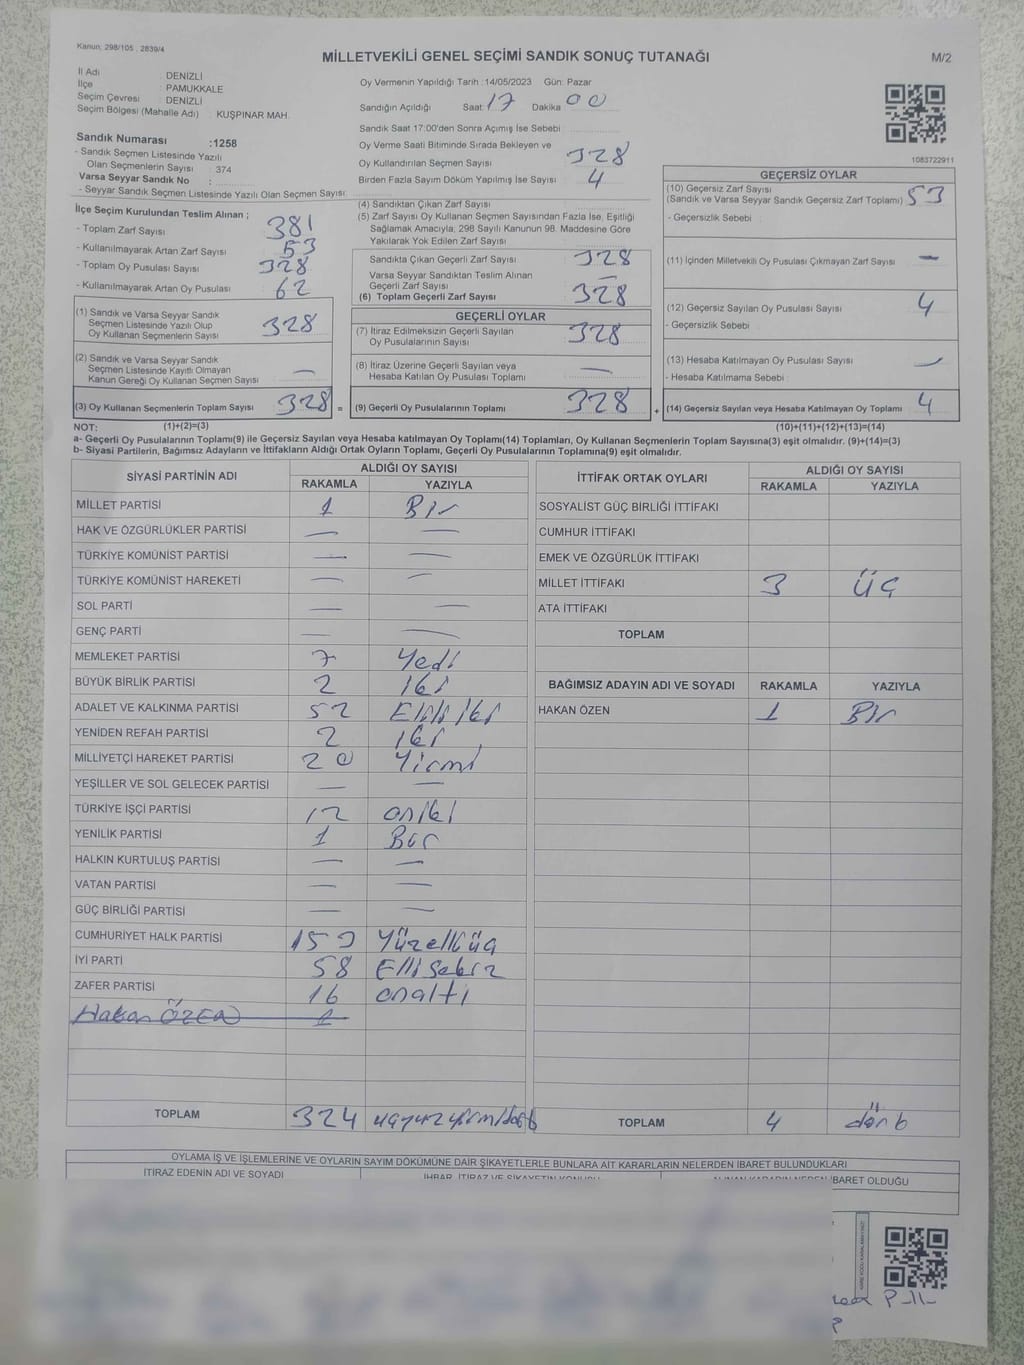 Kanun, 298/105 , 2839/4
MİLLETVEKİLİ GENEL SEÇİMİ SANDIK SONUÇ TUTANAĞI
M/2
İl Adı : DENİZLİ
İlçe : PAMUKKALE
Seçim Çevresi : DENİZLİ
Seçim Bölgesi (Mahalle Adı) : KUŞPINAR MAH.
Sandık Numarası :1258
- Sandık Seçmen Listesinde Yazılı
Olan Seçmenlerin Sayısı : 374
Varsa Seyyar Sandık No :
- Seyyar Sandık Seçmen Listesinde Yazılı Olan Seçmen Sayısı:
Oy Vermenin Yapıldığı Tarih :14/05/2023 Gün: Pazar
Sandığın Açıldığı Saat: 17 Dakika 00
Sandık Saat 17:00'den Sonra Açımış İse Sebebi :
Oy Verme Saati Bitiminde Sırada Bekleyen ve
Oy Kullandırılan Seçmen Sayısı : 328
Birden Fazla Sayım Döküm Yapılmış İse Sayısı : 4
1083722911
İlçe Seçim Kurulundan Teslim Alınan ;
- Toplam Zarf Sayısı : 381
- Kullanılmayarak Artan Zarf Sayısı : 53
- Toplam Oy Pusulası Sayısı : 328
- Kullanılmayarak Artan Oy Pusulası : 62
(1) Sandık ve Varsa Seyyar Sandık
Seçmen Listesinde Yazılı Olup
Oy Kullanan Seçmenlerin Sayısı : 328
(2) Sandık ve Varsa Seyyar Sandık
Seçmen Listesinde Kayıtlı Olmayan
Kanun Gereği Oy Kullanan Seçmen Sayısı : —
(3) Oy Kullanan Seçmenlerin Toplam Sayısı : 328 =
(4) Sandıktan Çıkan Zarf Sayısı :
(5) Zarf Sayısı Oy Kullanan Seçmen Sayısından Fazla İse, Eşitliği
Sağlamak Amacıyla, 298 Sayılı Kanunun 98. Maddesine Göre
Yakılarak Yok Edilen Zarf Sayısı :
Sandıkta Çıkan Geçerli Zarf Sayısı : 328
Varsa Seyyar Sandıktan Teslim Alınan
Geçerli Zarf Sayısı : —
(6) Toplam Geçerli Zarf Sayısı : 328
GEÇERLİ OYLAR
(7) İtiraz Edilmeksizin Geçerli Sayılan
Oy Pusulalarının Sayısı : 328
(8) İtiraz Üzerine Geçerli Sayılan veya
Hesaba Katılan Oy Pusulası Toplamı : —
(9) Geçerli Oy Pusulalarının Toplamı : 328 +
GEÇERSİZ OYLAR
(10) Geçersiz Zarf Sayısı
(Sandık ve Varsa Seyyar Sandık Geçersiz Zarf Toplamı) : 53
- Geçersizlik Sebebi :
(11) İçinden Milletvekili Oy Pusulası Çıkmayan Zarf Sayısı : —
(12) Geçersiz Sayılan Oy Pusulası Sayısı : 4
- Geçersizlik Sebebi :
(13) Hesaba Katılmayan Oy Pusulası Sayısı : —
- Hesaba Katılmama Sebebi :
(14) Geçersiz Sayılan veya Hesaba Katılmayan Oy Toplamı : 4
NOT: (1)+(2)=(3) (10)+(11)+(12)+(13)=(14)
a- Geçerli Oy Pusulalarının Toplamı(9) ile Geçersiz Sayılan veya Hesaba katılmayan Oy Toplamı(14) Toplamları, Oy Kullanan Seçmenlerin Toplam Sayısına(3) eşit olmalıdır. (9)+(14)=(3)
b- Siyasi Partilerin, Bağımsız Adayların ve İttifakların Aldığı Ortak Oyların Toplamı, Geçerli Oy Pusulalarının Toplamına(9) eşit olmalıdır.
SİYASİ PARTİNİN ADI ALDIĞI OY SAYISI
RAKAMLA YAZIYLA
MİLLET PARTİSİ 1 Bir
HAK VE ÖZGÜRLÜKLER PARTİSİ — —
TÜRKİYE KOMÜNİST PARTİSİ — —
TÜRKİYE KOMÜNİST HAREKETİ — —
SOL PARTİ — —
GENÇ PARTİ — —
MEMLEKET PARTİSİ 7 Yedi
BÜYÜK BİRLİK PARTİSİ 2 iki
ADALET VE KALKINMA PARTİSİ 52 Elli iki
YENİDEN REFAH PARTİSİ 2 iki
MİLLİYETÇİ HAREKET PARTİSİ 20 Yirmi
YEŞİLLER VE SOL GELECEK PARTİSİ — —
TÜRKİYE İŞÇİ PARTİSİ 12 oniki
YENİLİK PARTİSİ 1 Bir
HALKIN KURTULUŞ PARTİSİ — —
VATAN PARTİSİ — —
GÜÇ BİRLİĞİ PARTİSİ — —
CUMHURİYET HALK PARTİSİ 153 Yüzelliüç
İYİ PARTİ 58 Elli Sekiz
ZAFER PARTİSİ 16 onaltı
Hakan ÖZEN 1
TOPLAM 324 üçyüz yirmidört
İTTİFAK ORTAK OYLARI ALDIĞI OY SAYISI
RAKAMLA YAZIYLA
SOSYALİST GÜÇ BİRLİĞİ İTTİFAKI
CUMHUR İTTİFAKI
EMEK VE ÖZGÜRLÜK İTTİFAKI
MİLLET İTTİFAKI 3 üç
ATA İTTİFAKI
TOPLAM
BAĞIMSIZ ADAYIN ADI VE SOYADI RAKAMLA YAZIYLA
HAKAN ÖZEN 1 Bir
TOPLAM 4 dört
OYLAMA İŞ VE İŞLEMLERİNE VE OYLARIN SAYIM DÖKÜMÜNE DAİR ŞİKAYETLERLE BUNLARA AİT KARARLARIN NELERDEN İBARET BULUNDUKLARI
İTİRAZ EDENİN ADI VE SOYADI
İHBAR, İTİRAZ VE ŞİKAYETİN KONUSU
İBARET OLDUĞU